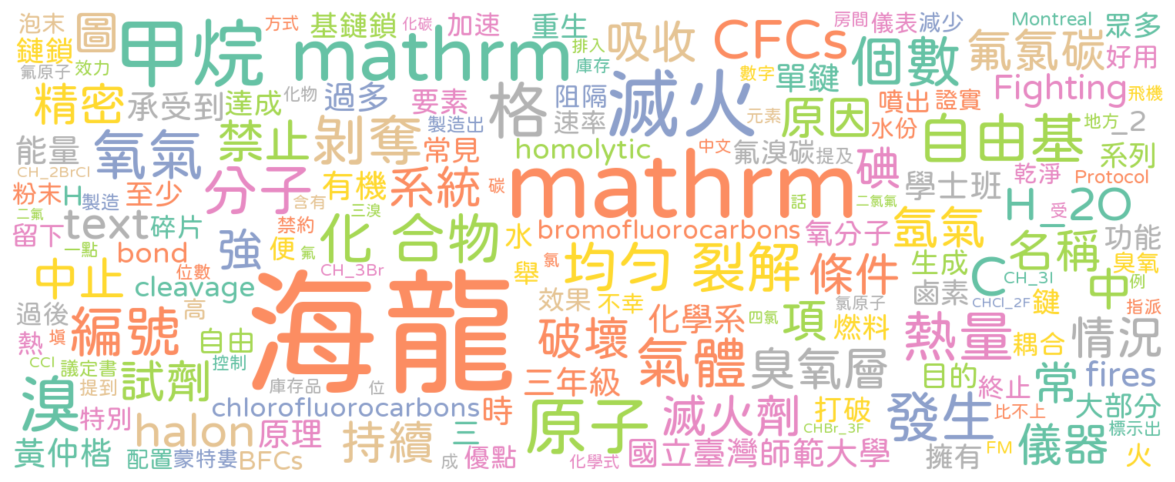 泡末 圖 方式 基鏈鎖 化碳 加速 重生 吸收 CFCs 房間 儀表 減少 Montreal 眾多
鏈鎖 甲烷 mathrm 排入 個數 氟氯碳 好用
氟原子 效力 庫存 數字 單鍵 Fighting 飛機
精密 承受到 達成 化物 過多 要素 格 阻隔 滅火 原因 噴出 證實 _2
能量 氧氣 禁止 剝奪 製造出 常見 速率 元素 水份 自由基 地方
CH_2BrCl homolytic 中文 氟溴碳 提及 碘 系列
粉末 H 製造 至少 分子 有機 系統 碳 mathrm 話 二氯氟 學士班 乾淨 Protocol
二氟 含有 三溴 受
留下 text 碎片 禁約 化合物 水 bromofluorocarbons 氧分子 氬氣 H_2O 功能
一點 bond 強 便 氟 舉 均勻 裂解 條件 生成 C 名稱 臭氧
中止 位數 CH_3Br 氯 CH_3I 中 例
cleavage 海龍 效果 不幸 氯原子 鹵素 CHCl_2F 鍵 指派
過後 編號 高 破壞 化學系 四氯 項 燃料 熱量 情況
熱 塡 自由 氣體 臭氧層 耦合
CCl 議定書 控制 三年級 目的 常 fires
溴 提到 試劑 庫存品 位 終止
特別 chlorofluorocarbons 時 原子 滅火劑 打破 比不上 大部分
halon 原理 持續 三 CHBr_3F 發生 儀器 標示出
黃仲楷 配置 蒙特婁 BFCs 成 優點 化學式 國立臺灣師範大學 擁有 FM 火